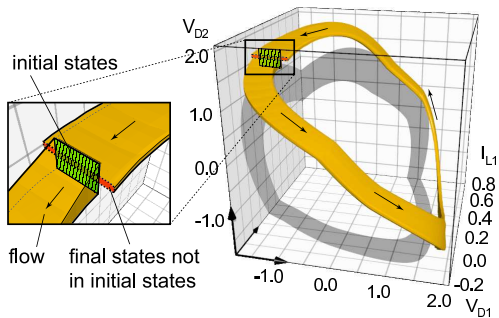 V_D2
2.0
initial states
1.0
I_L1
0.0
0.8
0.6
0.4
-1.0
0.2
flow
final states not
in initial states
0.0
-1.0
0.0
1.0
2.0
-0.2
V_D1